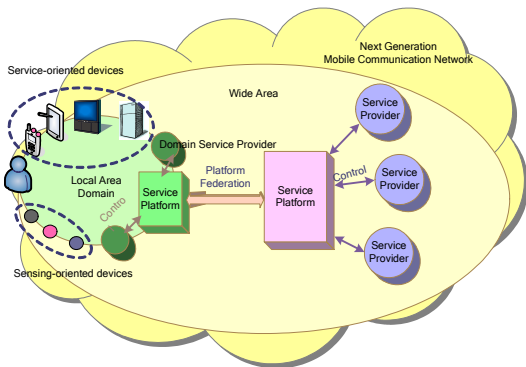 Next Generation
Mobile Communication Network
Service-oriented devices
Wide Area
Service
Provider
Domain Service Provider
Local Area
Domain
Platform
Federation
Control
Service
Provider
Service
Platform
Service
Platform
Contro
Service
Provider
Sensing-oriented devices